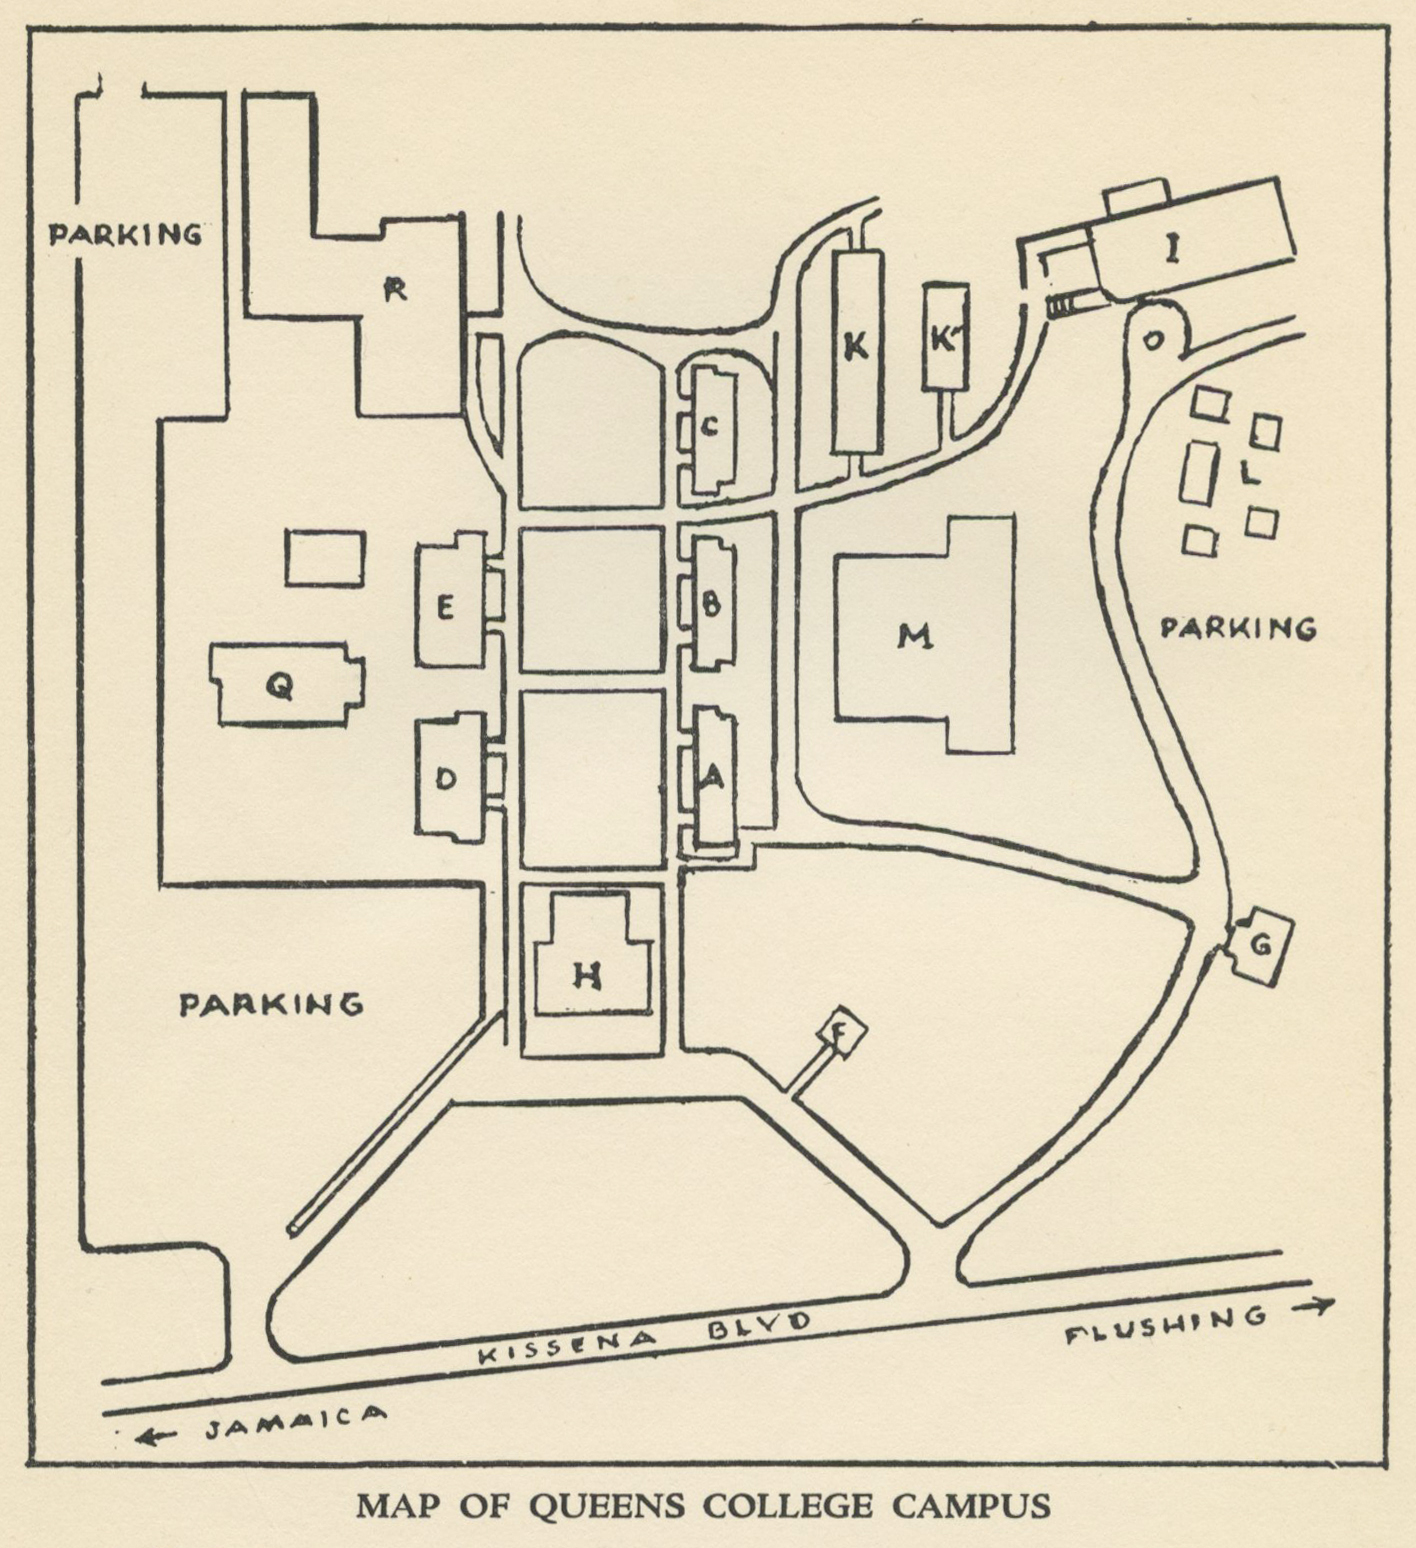 PARKING
R
I
K
K"
O
C
L
E
B
M
PARKING
Q
D
A
G
H
PARKING
F
KISSENA BLVD
FLUSHING →
← JAMAICA
MAP OF QUEENS COLLEGE CAMPUS